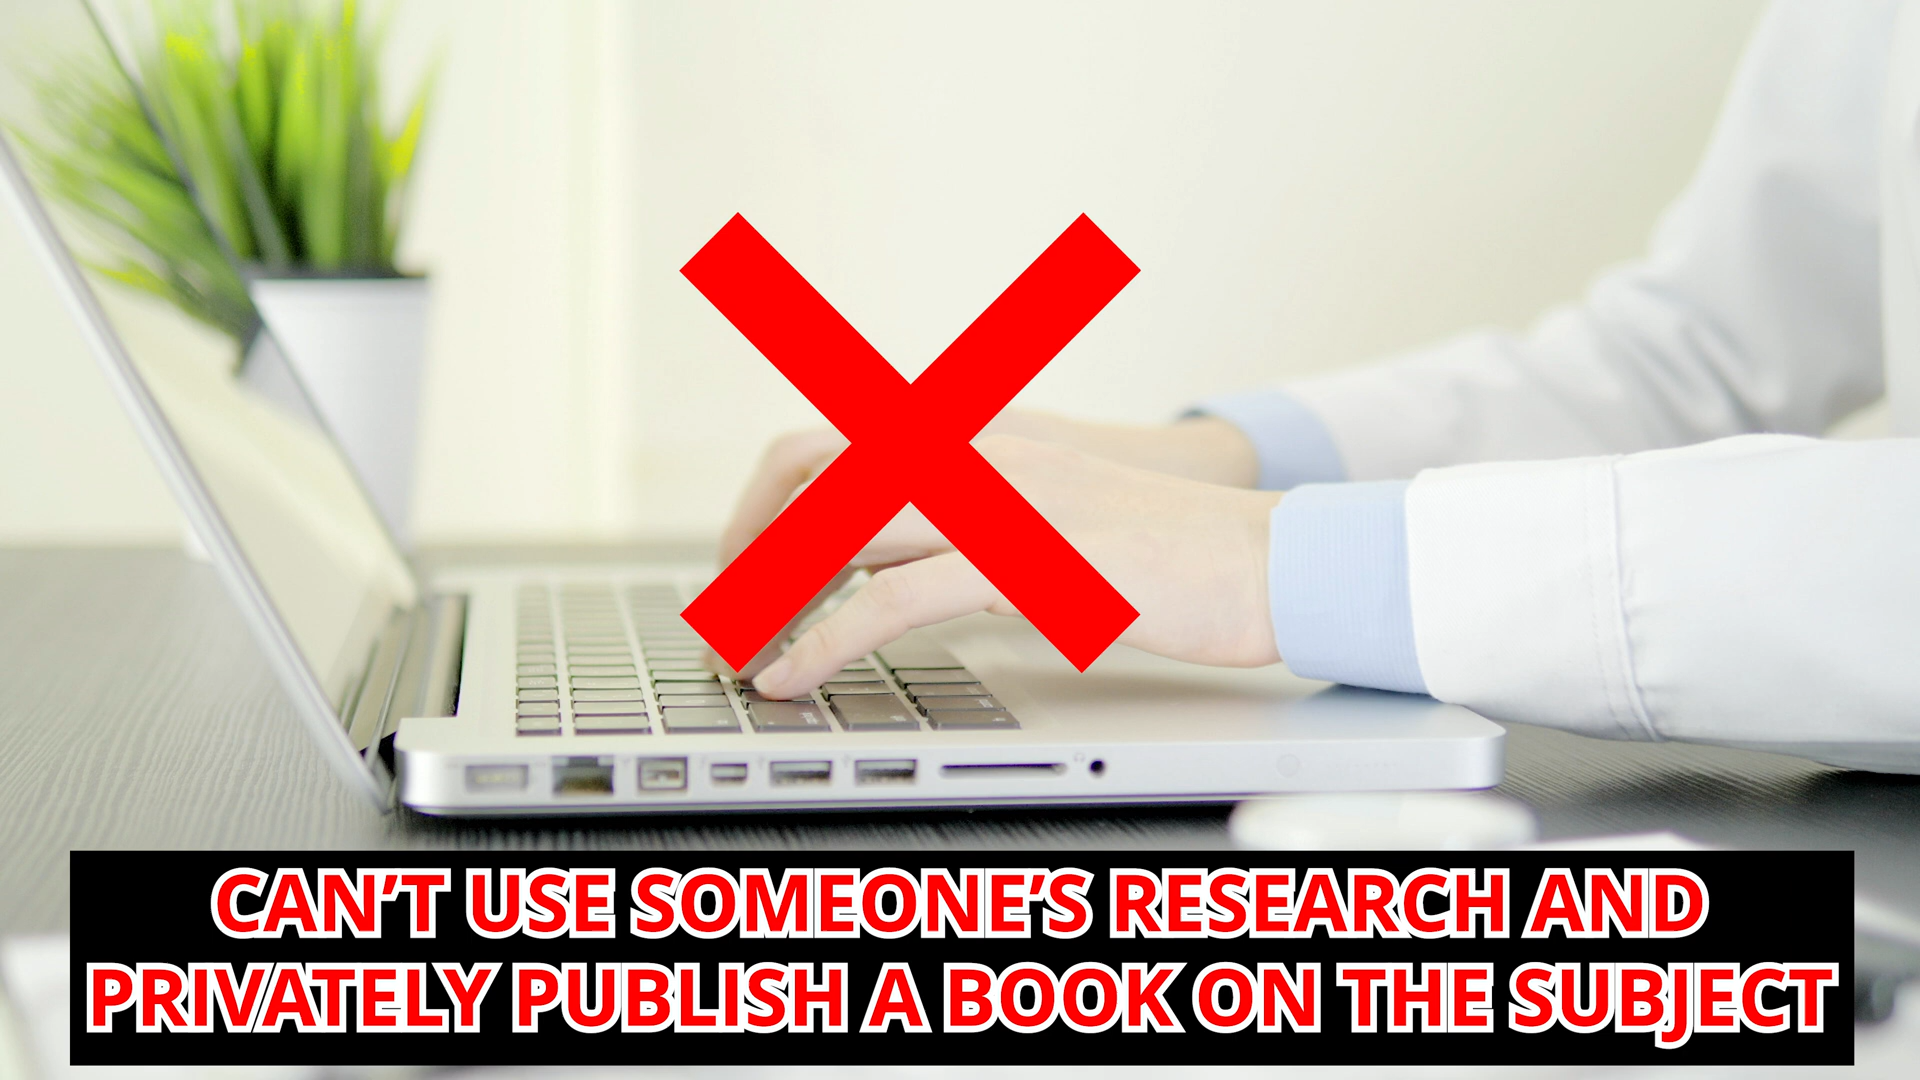 CAN'T USE SOMEONE'S RESEARCH AND
PRIVATELY PUBLISH A BOOK ON THE SUBJECT